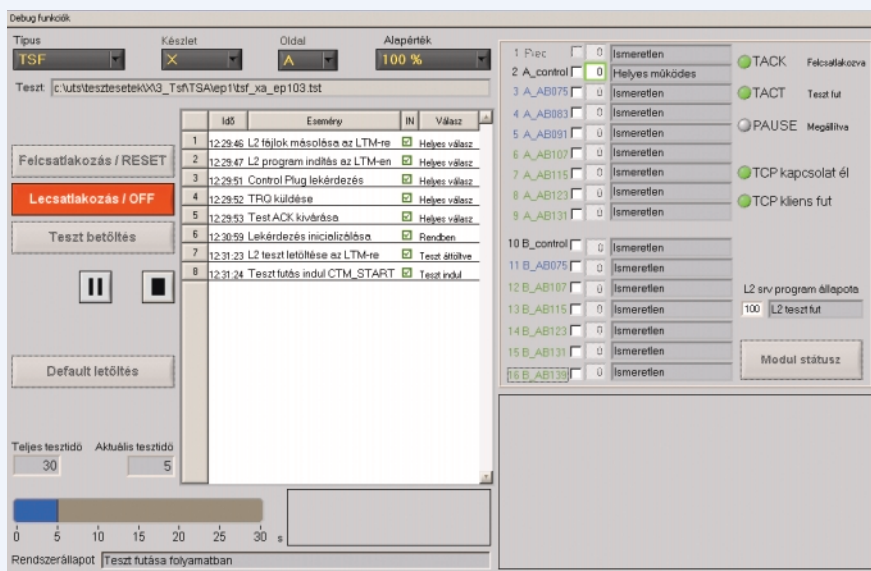 Debug funkciók
Típus Készlet Oldal Alapérték
TSF X A 100 %
Teszt: c:\uts\tesztesetek\X\3_Tsf\TSA\ep1\tsf_xa_ep103.tst
Felcsatlakozás / RESET
Lecsatlakozás / OFF
Teszt betöltés
Default letöltés
Teljes tesztidő Aktuális tesztidő
30 5
Idő Esemény IN Válasz
1 12:29:46 L2 fájlok másolása az LTM-re Helyes válasz
2 12:29:47 L2 program indítás az LTM-en Helyes válasz
3 12:29:51 Control Plug lekérdezés Helyes válasz
4 12:29:52 TRQ küldése Helyes válasz
5 12:29:53 Test ACK kivárása Helyes válasz
6 12:30:59 Lekérdezés inicializálása Rendben
7 12:31:23 L2 teszt letöltése az LTM-re Teszt áttöltve
8 12:31:24 Teszt futás indul CTM_START Teszt indul
0 5 10 15 20 25 30 s
Rendszerállapot Teszt futása folyamatban
1 0 Ismeretlen
2 A_control 0 Helyes működes
3 A_AB075 0 Ismeretlen
4 A_AB083 0 Ismeretlen
5 A_AB091 0 Ismeretlen
6 A_AB107 0 Ismeretlen
7 A_AB115 0 Ismeretlen
8 A_AB123 0 Ismeretlen
9 A_AB131 0 Ismeretlen
10 B_control 0 Ismeretlen
11 B_AB075 0 Ismeretlen
12 B_AB107 0 Ismeretlen
13 B_AB115 0 Ismeretlen
14 B_AB123 0 Ismeretlen
15 B_AB131 0 Ismeretlen
16 B_AB139 0 Ismeretlen
TACK Felcsatlakozva
TACT Teszt fut
PAUSE Megállítva
TCP kapcsolat él
TCP kliens fut
L2 srv program állapota
100 L2 teszt fut
Modul státusz